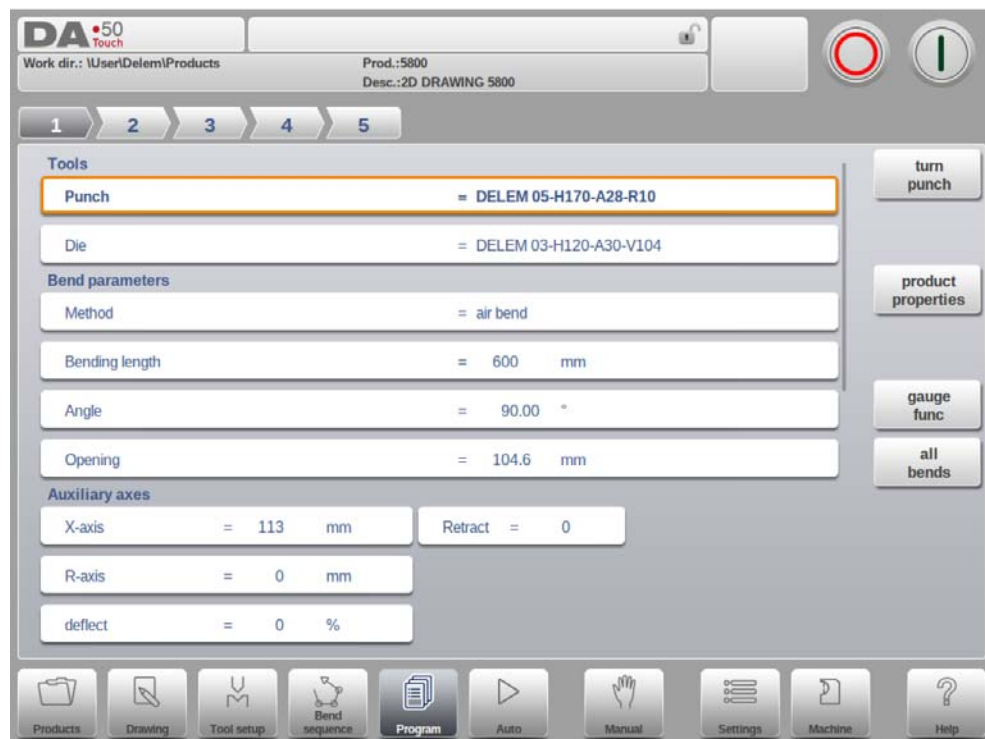 DA•50
Touch
Work dir.: \User\Delem\Products
Prod.:5800
Desc.:2D DRAWING 5800
1 2 3 4 5
Tools
Punch = DELEM 05-H170-A28-R10
Die = DELEM 03-H120-A30-V104
Bend parameters
Method = air bend
Bending length = 600 mm
Angle = 90.00 °
Opening = 104.6 mm
Auxiliary axes
X-axis = 113 mm Retract = 0
R-axis = 0 mm
deflect = 0 %
turn
punch
product
properties
gauge
func
all
bends
Products Drawing Tool setup Bend
sequence Program Auto Manual Settings Machine Help